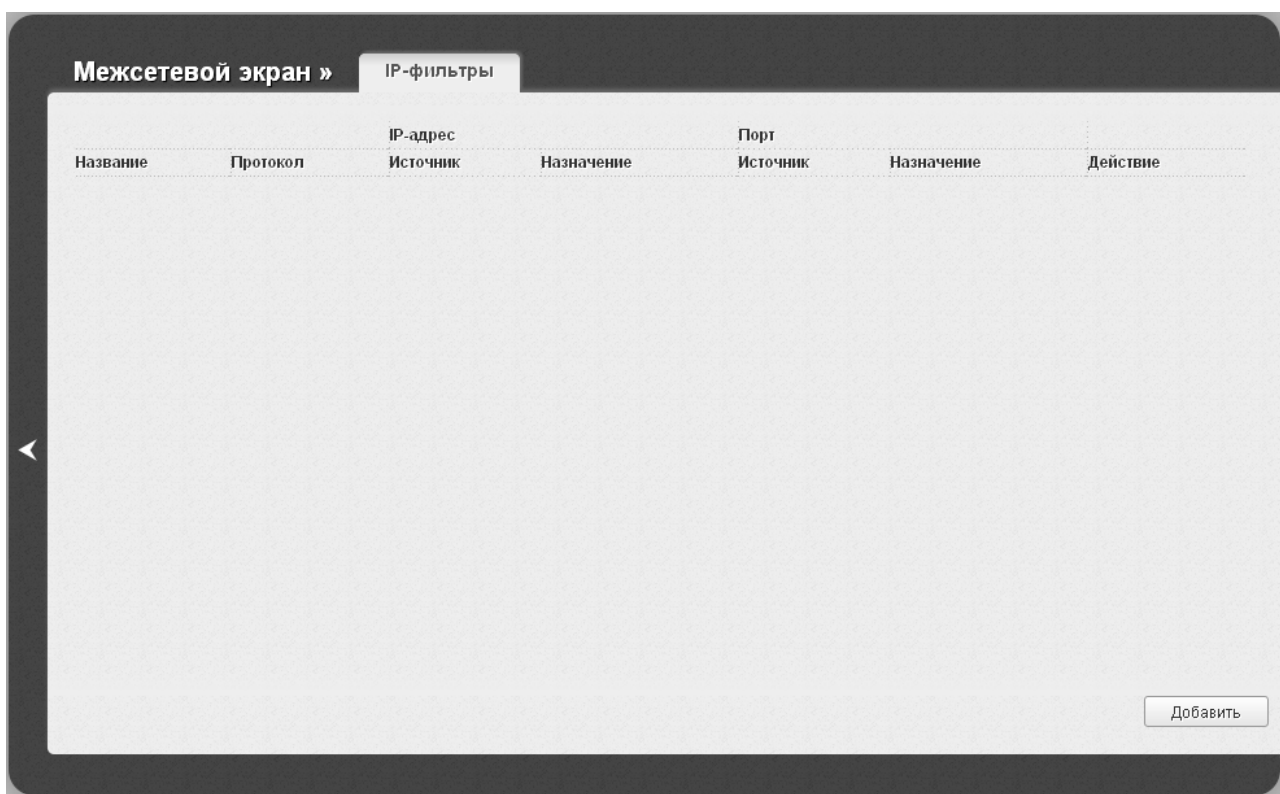 Межсетевой экран » IP-фильтры
IP-адрес Порт
Название Протокол Источник Назначение Источник Назначение Действие
Добавить